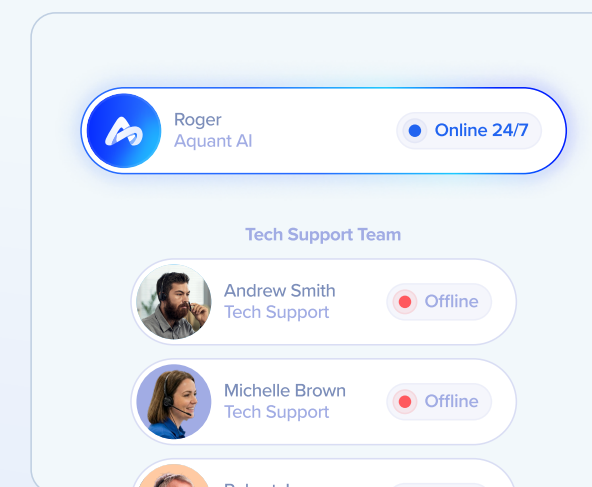 Roger
Aquant AI
Online 24/7
Tech Support Team
Andrew Smith
Tech Support
Offline
Michelle Brown
Tech Support
Offline